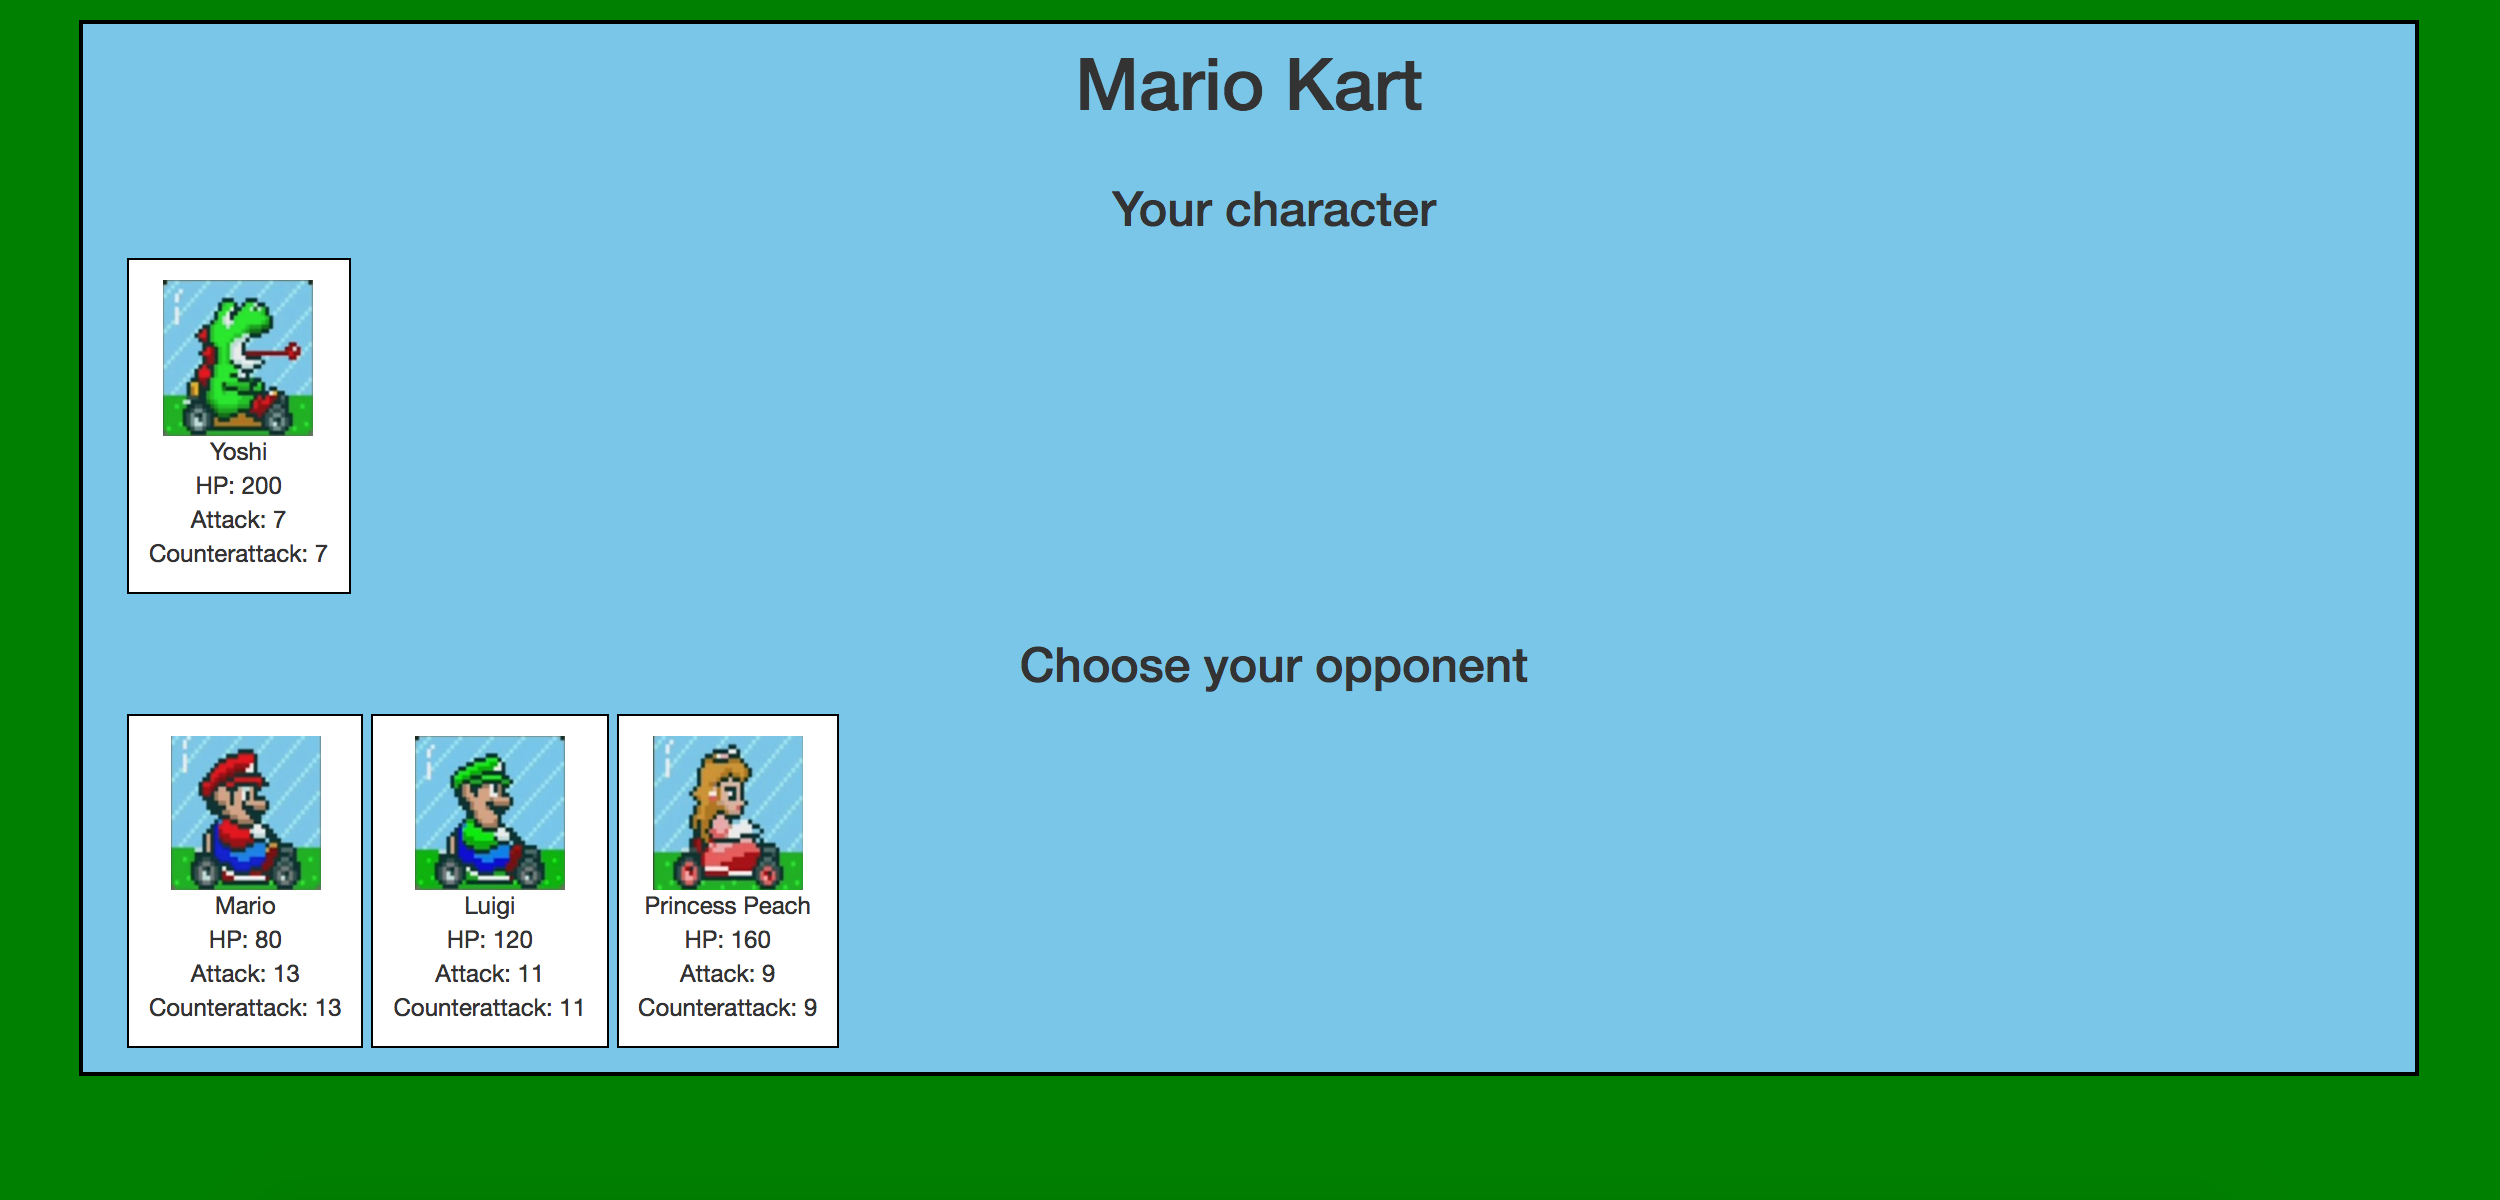 Mario Kart
Your character
Yoshi
HP: 200
Attack: 7
Counterattack: 7
Choose your opponent
Mario
HP: 80
Attack: 13
Counterattack: 13
Luigi
HP: 120
Attack: 11
Counterattack: 11
Princess Peach
HP: 160
Attack: 9
Counterattack: 9